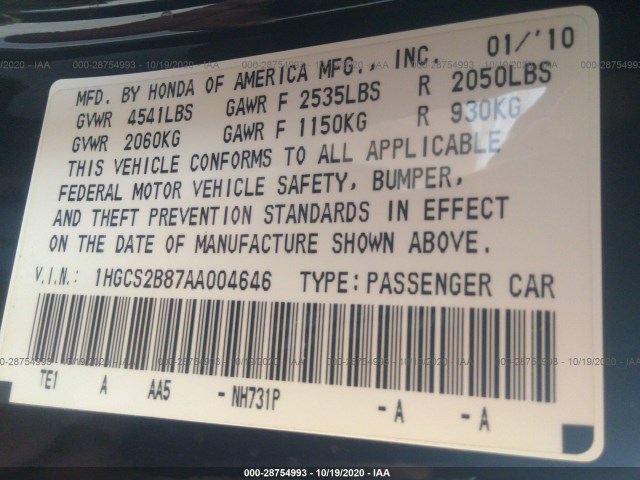 MFD. BY HONDA OF AMERICA MFG., INC. 01/'10
GVWR 4541LBS GAWR F 2535LBS R 2050LBS
GVWR 2060KG GAWR F 1150KG R 930KG
THIS VEHICLE CONFORMS TO ALL APPLICABLE
FEDERAL MOTOR VEHICLE SAFETY, BUMPER,
AND THEFT PREVENTION STANDARDS IN EFFECT
ON THE DATE OF MANUFACTURE SHOWN ABOVE.
V.I.N.: 1HGCS2B87AA004646 TYPE: PASSENGER CAR
TE1 A AA5 - NH731P - A - A
000-28754993 - 10/19/2020 - IAA